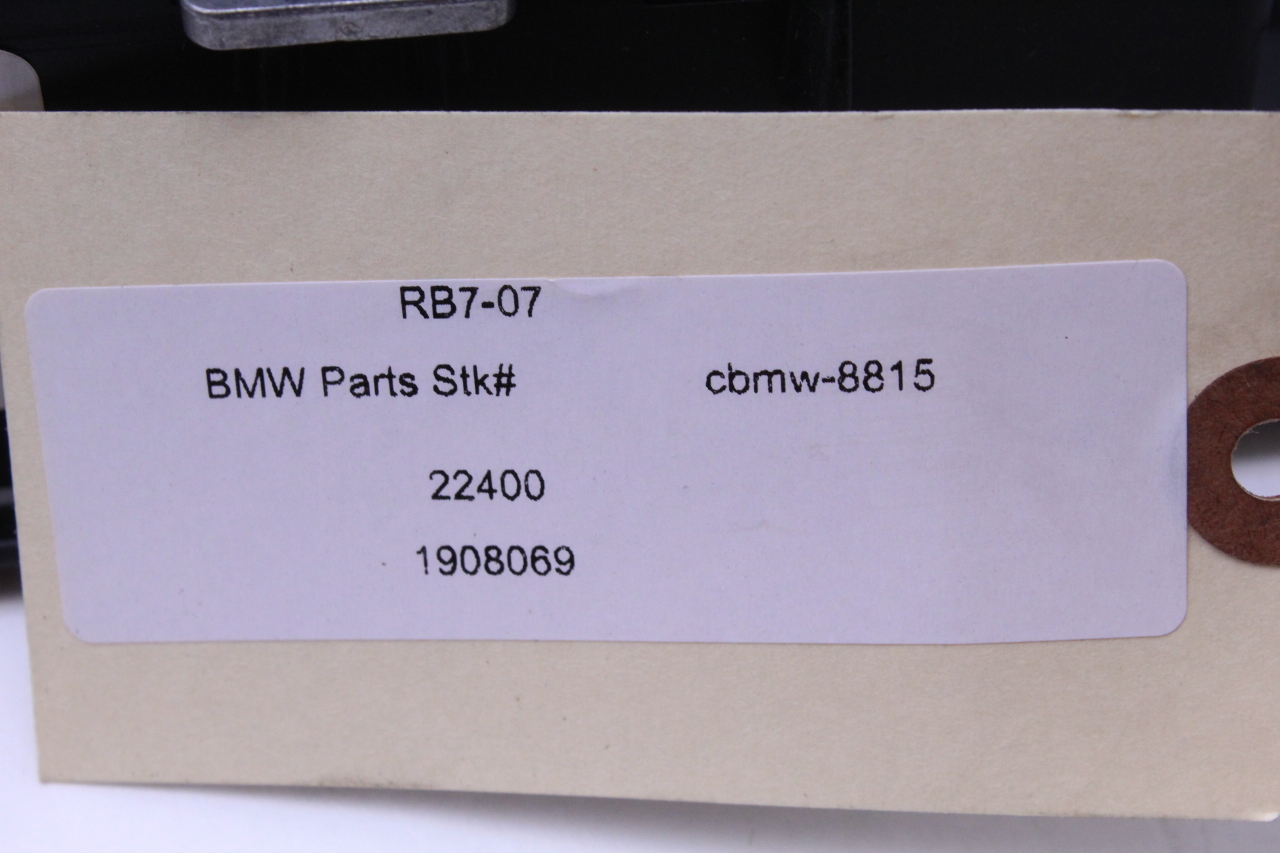 RB7-07
BMW Parts Stk# cbmw-8815
22400
1908069